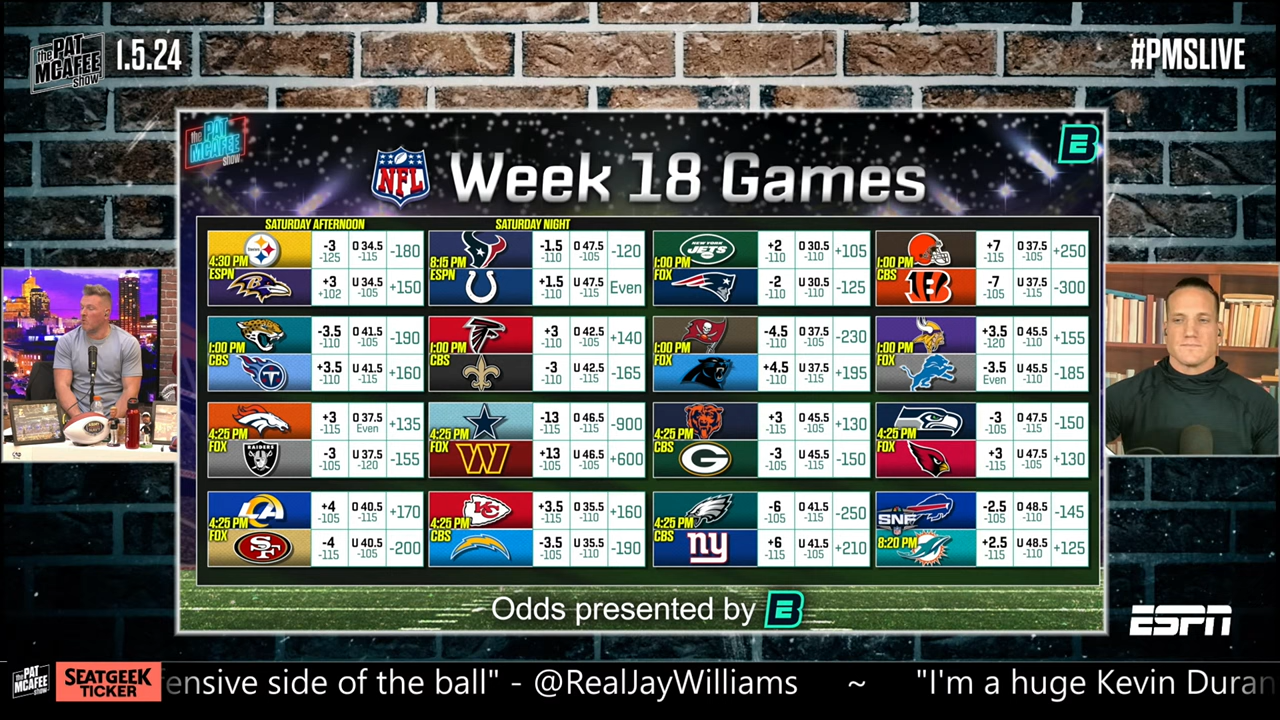 the PAT MCAFEE show 1.5.24
#PMSLIVE
the PAT MCAFEE show
E
NFL Week 18 Games
SATURDAY AFTERNOON SATURDAY NIGHT
4:30 PM ESPN
-3 -125 O 34.5 -115 -180
+3 +102 U 34.5 -105 +150
8:15 PM ESPN
-1.5 -110 O 47.5 -105 -120
+1.5 -110 U 47.5 -115 Even
NEW YORK JETS
1:00 PM FOX
+2 -110 O 30.5 -110 +105
-2 -110 U 30.5 -110 -125
1:00 PM CBS
+7 -115 O 37.5 -105 +250
-7 -105 U 37.5 -115 -300
1:00 PM CBS
-3.5 -110 O 41.5 -105 -190
+3.5 -110 U 41.5 -115 +160
1:00 PM CBS
+3 -110 O 42.5 -105 +140
-3 -110 U 42.5 -115 -165
1:00 PM FOX
-4.5 -110 O 37.5 -105 -230
+4.5 -110 U 37.5 -115 +195
1:00 PM FOX
+3.5 -120 O 45.5 -110 +155
-3.5 Even U 45.5 -110 -185
4:25 PM FOX
RAIDERS
+3 -115 O 37.5 Even +135
-3 -105 U 37.5 -120 -155
4:25 PM FOX
-13 -115 O 46.5 -115 -900
+13 -105 U 46.5 -105 +600
4:25 PM CBS
+3 -115 O 45.5 -105 +130
-3 -105 U 45.5 -115 -150
4:25 PM FOX
-3 -105 O 47.5 -115 -150
+3 -115 U 47.5 -105 +130
4:25 PM FOX
+4 -105 O 40.5 -115 +170
-4 -115 U 40.5 -105 -200
4:25 PM CBS
+3.5 -115 O 35.5 -110 +160
-3.5 -105 U 35.5 -110 -190
4:25 PM CBS
ny
-6 -105 O 41.5 -115 -250
+6 -115 U 41.5 -105 +210
SNF 8:20 PM
-2.5 -105 O 48.5 -110 -145
+2.5 -115 U 48.5 -110 +125
Odds presented by E
ESPN
the PAT MCAFEE show SEATGEEK TICKER ensive side of the ball" - @RealJayWilliams ~ "I'm a huge Kevin Duran